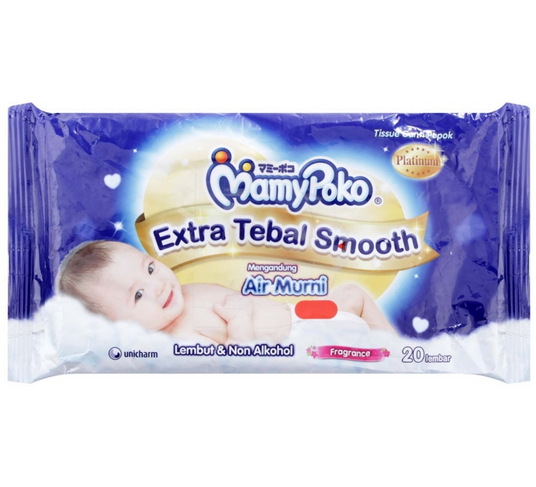 Tissue Ganti Popok
Platinum
マミーポコ
MamyPoko®
Extra Tebal Smooth
Mengandung
Air Murni
Lembut & Non Alkohol
Fragrance
unicharm
20 lembar